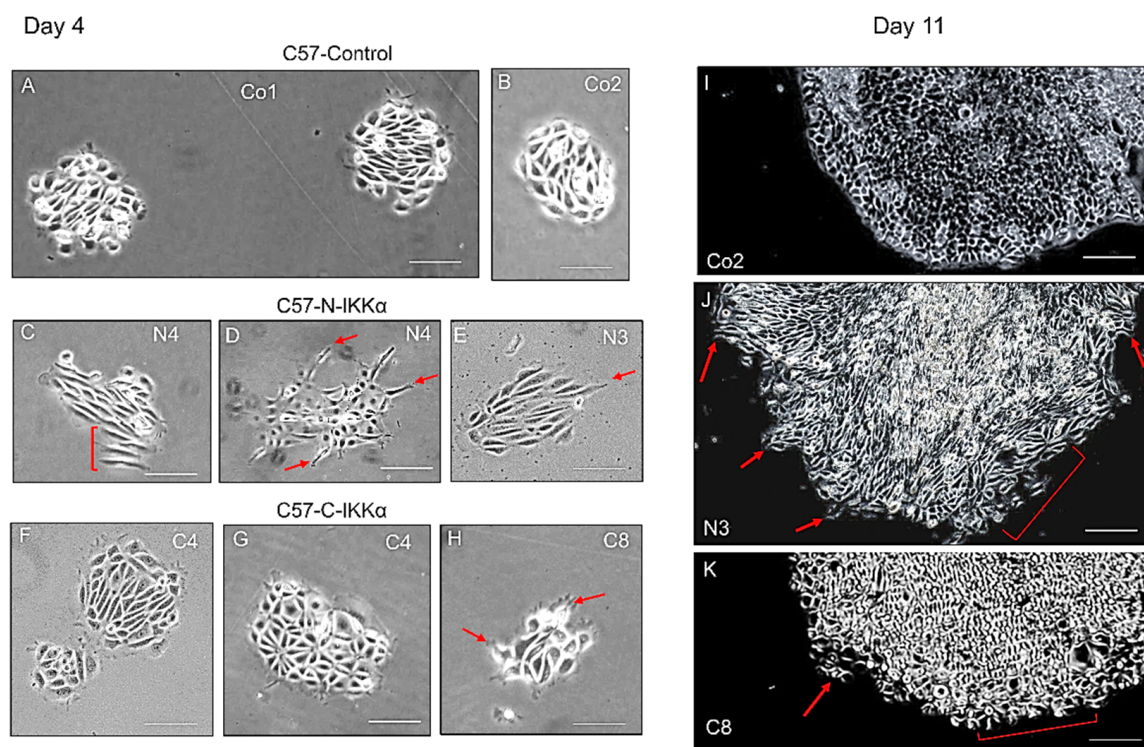 Day 4
Day 11
C57-Control
A
Co1
B
Co2
C57-N-IKKα
C
N4
D
N4
E
N3
C57-C-IKKα
F
C4
G
C4
H
C8
I
Co2
J
N3
K
C8